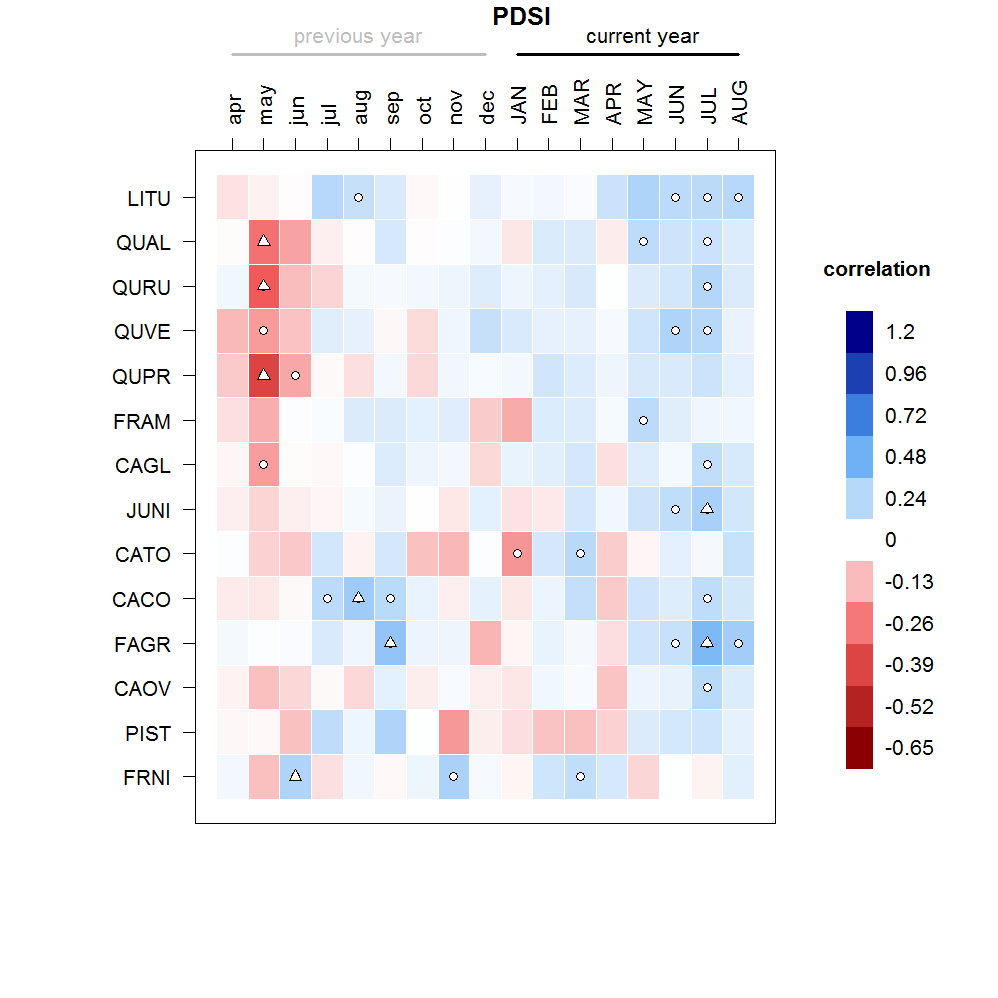 PDSI
previous year
current year
apr may jun jul aug sep oct nov dec JAN FEB MAR APR MAY JUN JUL AUG
LITU
QUAL
QURU
QUVE
QUPR
FRAM
CAGL
JUNI
CATO
CACO
FAGR
CAOV
PIST
FRNI
correlation
1.2
0.96
0.72
0.48
0.24
0
-0.13
-0.26
-0.39
-0.52
-0.65